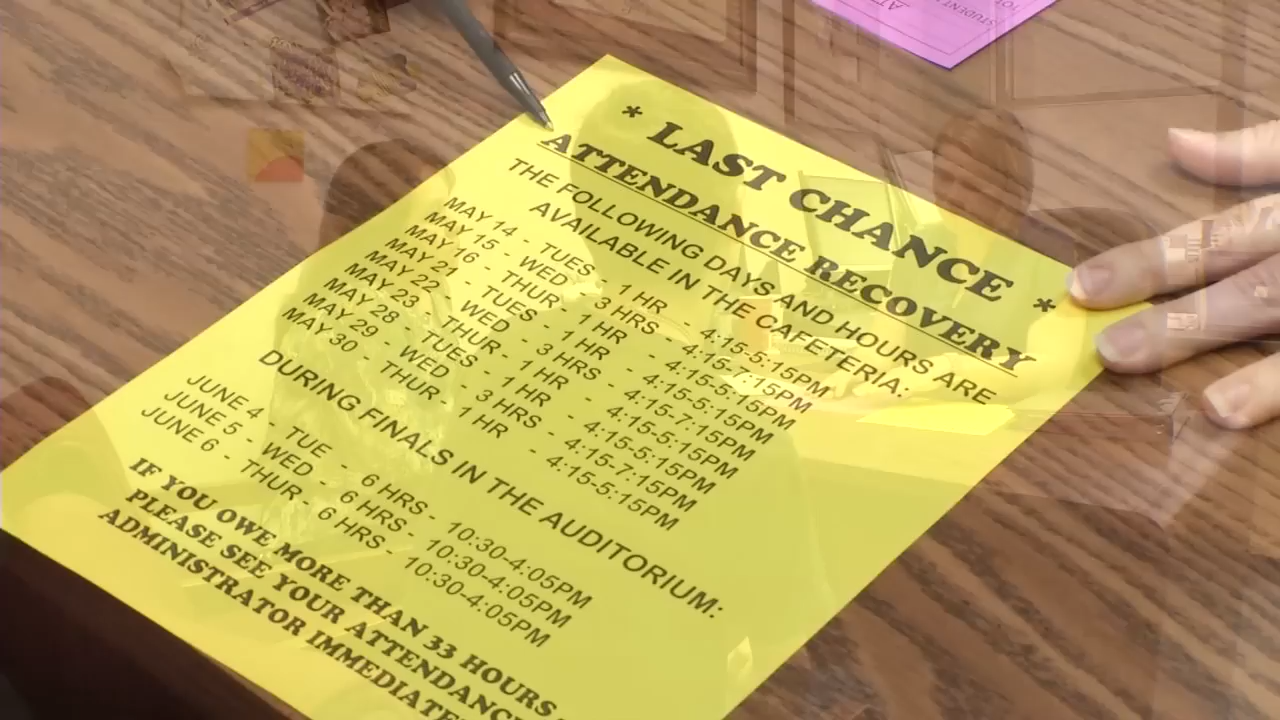 * LAST CHANCE *
ATTENDANCE RECOVERY
THE FOLLOWING DAYS AND HOURS ARE
AVAILABLE IN THE CAFETERIA:
MAY 14 - TUES - 1 HR - 4:15-5:15PM
MAY 15 - WED - 3 HRS - 4:15-7:15PM
MAY 16 - THUR - 1 HR - 4:15-5:15PM
MAY 21 - TUES - 1 HR - 4:15-5:15PM
MAY 22 - WED - 3 HRS - 4:15-7:15PM
MAY 23 - THUR - 1 HR - 4:15-5:15PM
MAY 28 - TUES - 1 HR - 4:15-5:15PM
MAY 29 - WED - 3 HRS - 4:15-7:15PM
MAY 30 - THUR - 1 HR - 4:15-5:15PM
DURING FINALS IN THE AUDITORIUM:
JUNE 4 - TUE - 6 HRS - 10:30-4:05PM
JUNE 5 - WED - 6 HRS - 10:30-4:05PM
JUNE 6 - THUR - 6 HRS - 10:30-4:05PM
IF YOU OWE MORE THAN 33 HOURS
PLEASE SEE YOUR ATTENDANC
ADMINISTRATOR IMMEDIATE
STUDENT